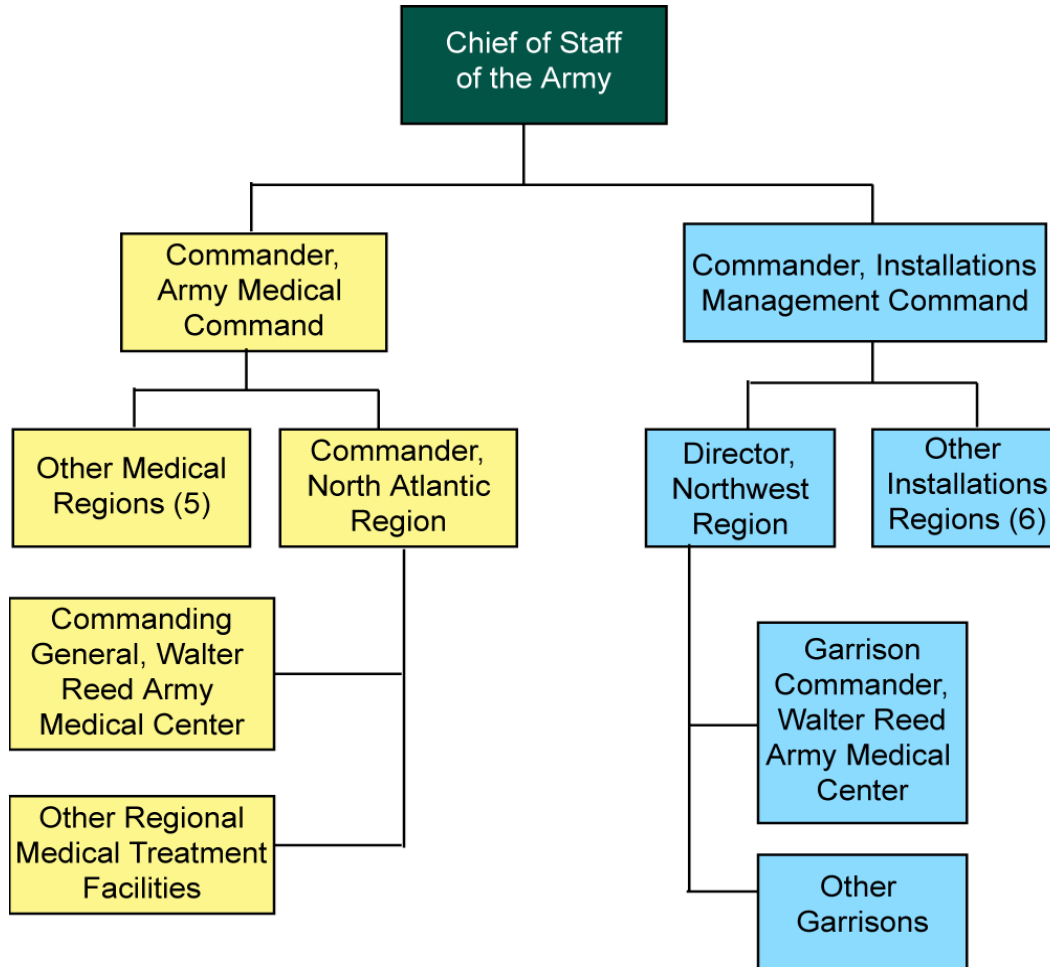 Chief of Staff
of the Army
Commander,
Army Medical
Command
Commander, Installations
Management Command
Other Medical
Regions (5)
Commander,
North Atlantic
Region
Director,
Northwest
Region
Other
Installations
Regions (6)
Commanding
General, Walter
Reed Army
Medical Center
Garrison
Commander,
Walter Reed
Army Medical
Center
Other Regional
Medical Treatment
Facilities
Other
Garrisons